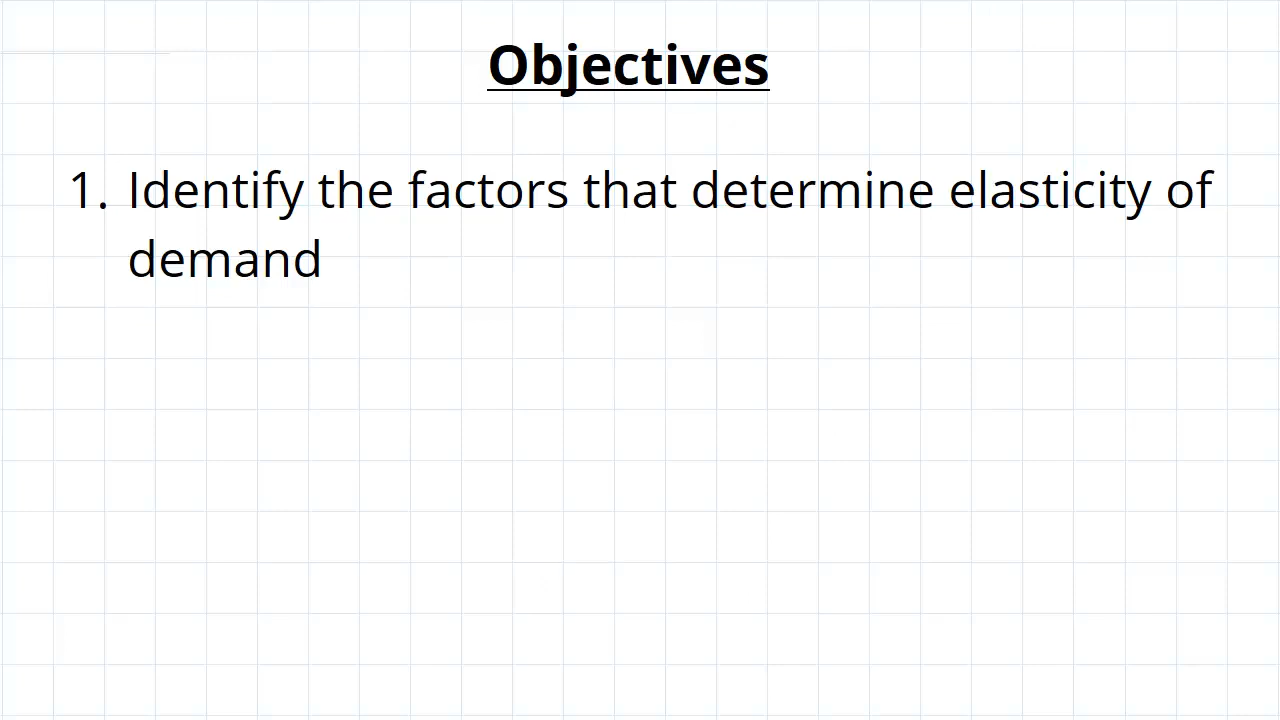 Objectives
1. Identify the factors that determine elasticity of
demand